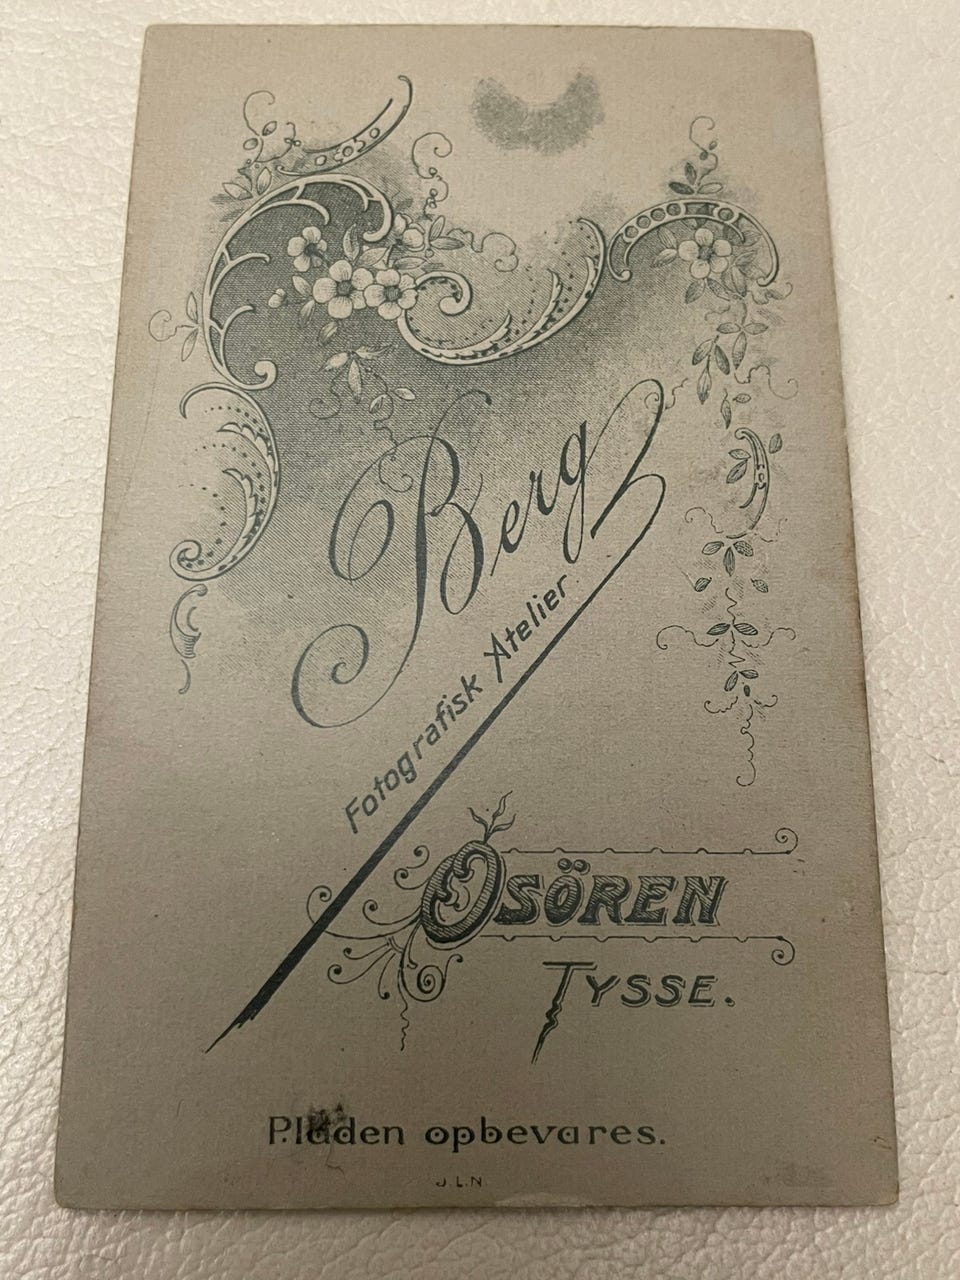 Berg
Fotografisk Atelier.
OSÖREN
TYSSE.
Pladen opbevares.
J.L.N.